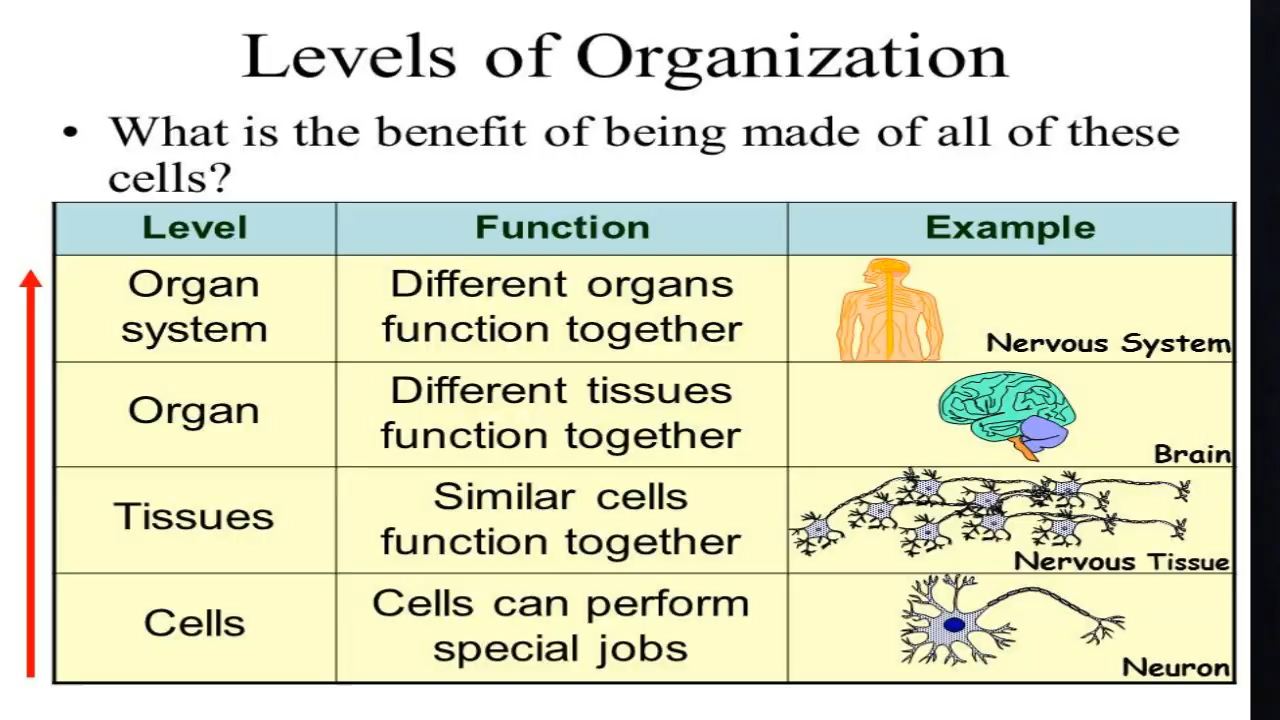 Levels of Organization
• What is the benefit of being made of all of these
cells?
Level Function Example
Organ
system
Different organs
function together
Nervous System
Organ
Different tissues
function together
Brain
Tissues
Similar cells
function together
Nervous Tissue
Cells
Cells can perform
special jobs
Neuron